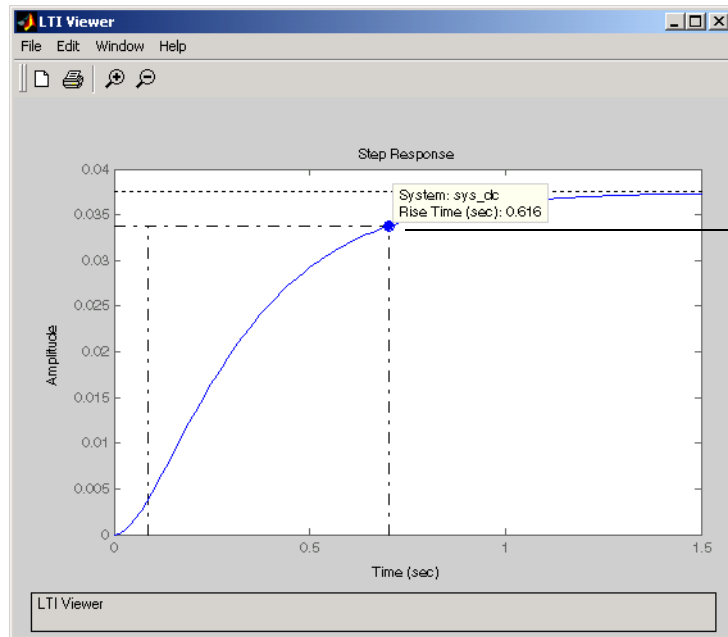 LTI Viewer
File Edit Window Help
Step Response
0.04
0.035
0.03
0.025
0.02
0.015
0.01
0.005
0
Amplitude
System: sys_dc
Rise Time (sec): 0.616
0 0.5 1 1.5
Time (sec)
LTI Viewer